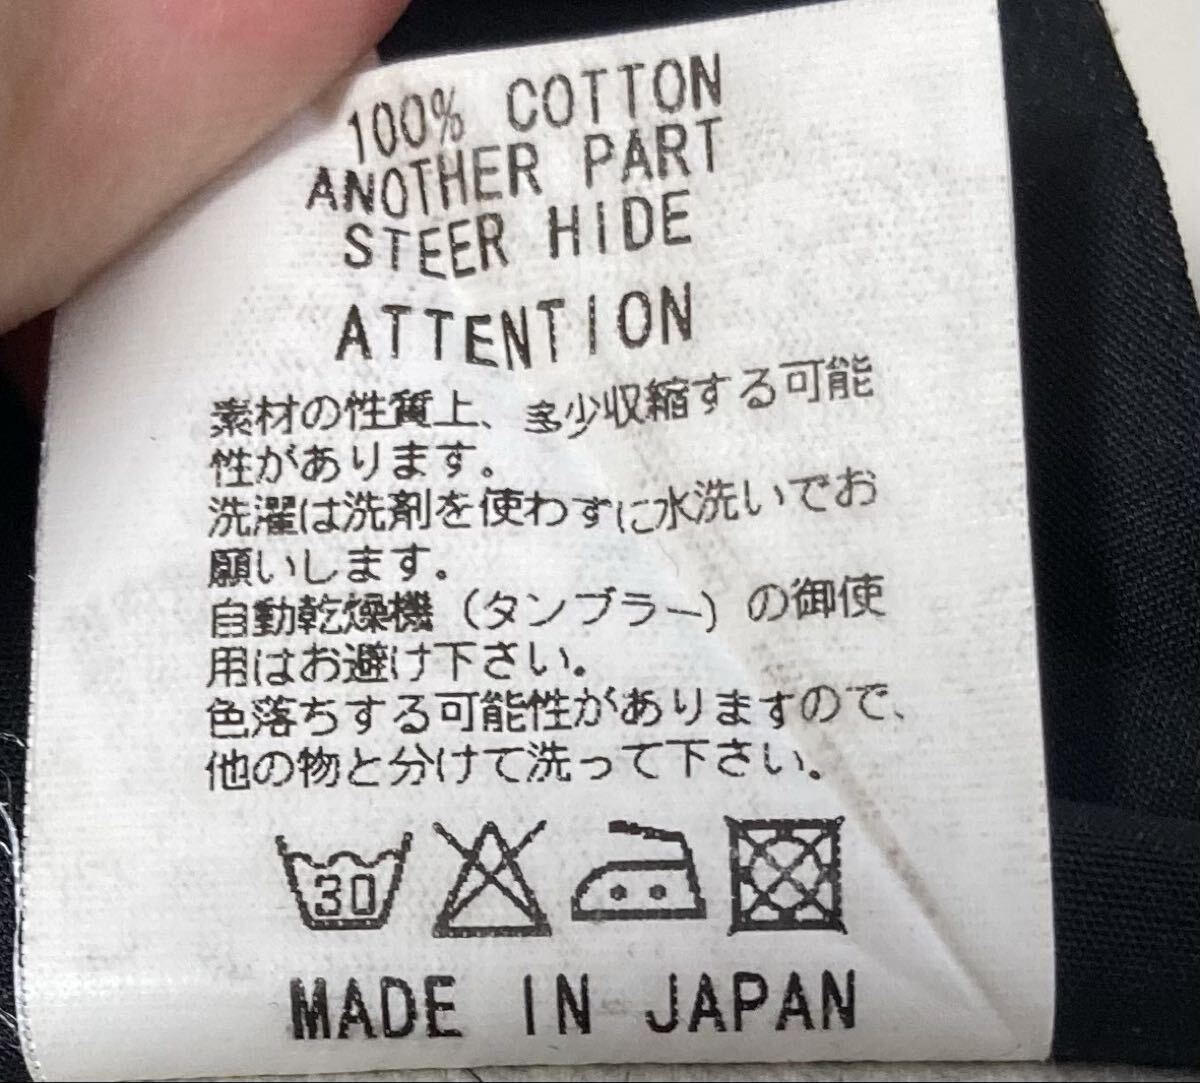 100% COTTON
ANOTHER PART
STEER HIDE
ATTENTION
素材の性質上、多少収縮する可能
性があります。
洗濯は洗剤を使わずに水洗いでお
願いします。
自動乾燥機（タンブラー）の御使
用はお避け下さい。
色落ちする可能性がありますので、
他の物と分けて洗って下さい。
30
MADE IN JAPAN